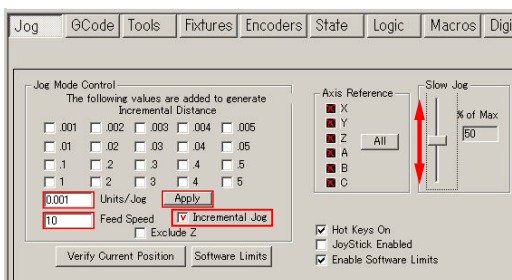 Jog GCode Tools Fixtures Encoders State Logic Macros Digi
Jog Mode Control
The following values are added to generate
Incremental Distance
.001 .002 .003 .004 .005
.01 .02 .03 .04 .05
.1 .2 .3 .4 .5
1 2 3 4 5
0.001 Units/Jog Apply
10 Feed Speed Incremental Jog
Exclude Z
Verify Current Position Software Limits
Axis Reference
X
Y
Z
A
B
C
All
Slow Jog
% of Max
50
Hot Keys On
JoyStick Enabled
Enable Software Limits